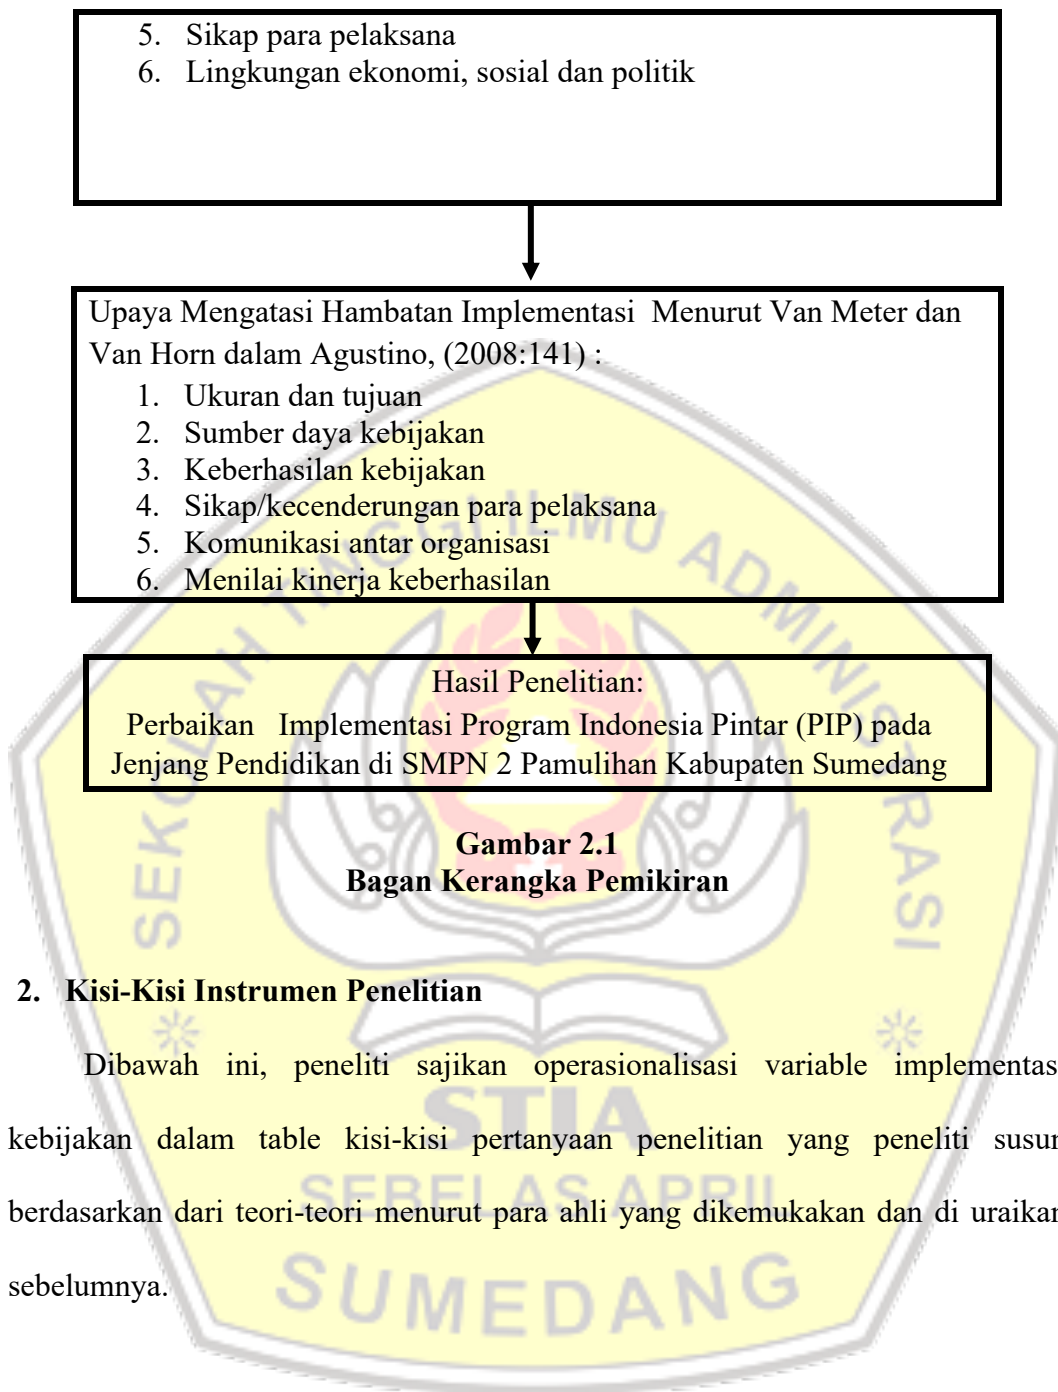 5. Sikap para pelaksana
6. Lingkungan ekonomi, sosial dan politik
Upaya Mengatasi Hambatan Implementasi Menurut Van Meter dan
Van Horn dalam Agustino, (2008:141) :
1. Ukuran dan tujuan
2. Sumber daya kebijakan
3. Keberhasilan kebijakan
4. Sikap/kecenderungan para pelaksana
5. Komunikasi antar organisasi
6. Menilai kinerja keberhasilan
Hasil Penelitian:
Perbaikan Implementasi Program Indonesia Pintar (PIP) pada
Jenjang Pendidikan di SMPN 2 Pamulihan Kabupaten Sumedang
Gambar 2.1
Bagan Kerangka Pemikiran
2. Kisi-Kisi Instrumen Penelitian
Dibawah ini, peneliti sajikan operasionalisasi variable implementas
kebijakan dalam table kisi-kisi pertanyaan penelitian yang peneliti susun
berdasarkan dari teori-teori menurut para ahli yang dikemukakan dan di uraikan
sebelumnya.
SEKOLAH TINGGI ILMU ADMINISTRASI
STIA
SEBELAS APRIL
SUMEDANG